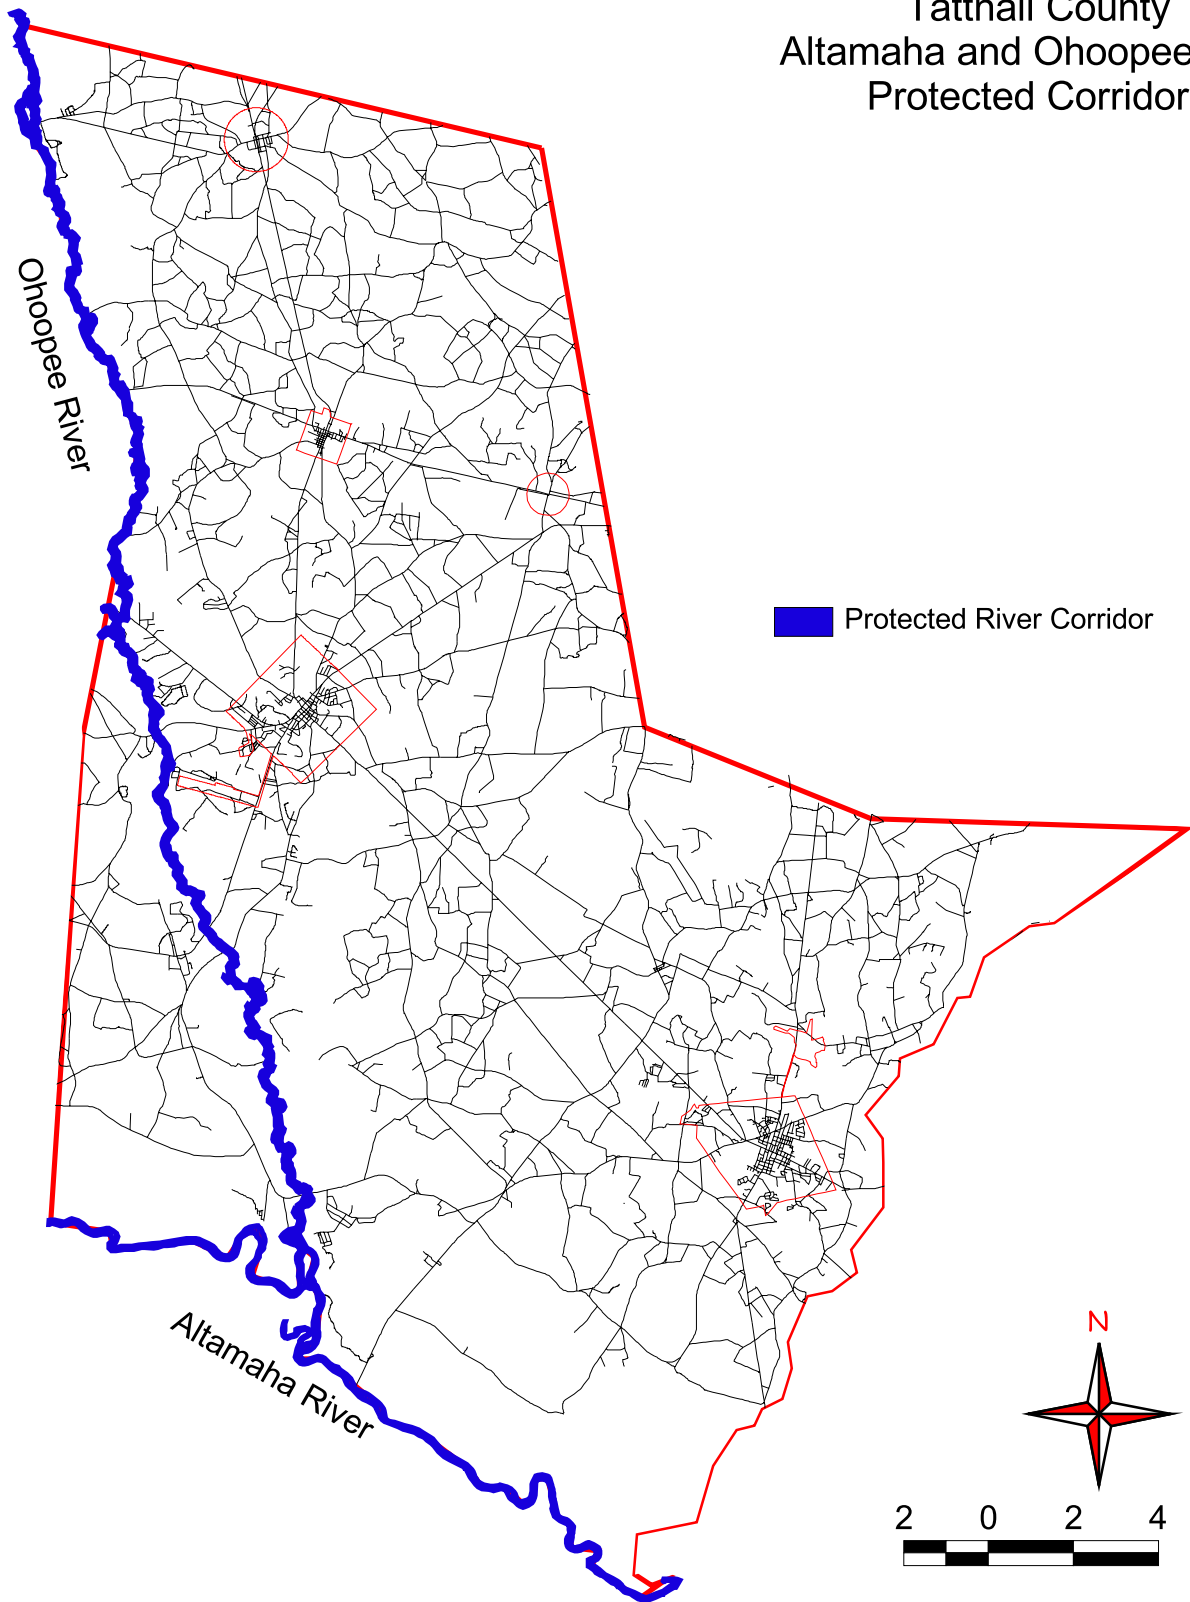 Tattnall County
Altamaha and Ohoopee
Protected Corridor
Ohoopee River
Protected River Corridor
Altamaha River
N
2 0 2 4